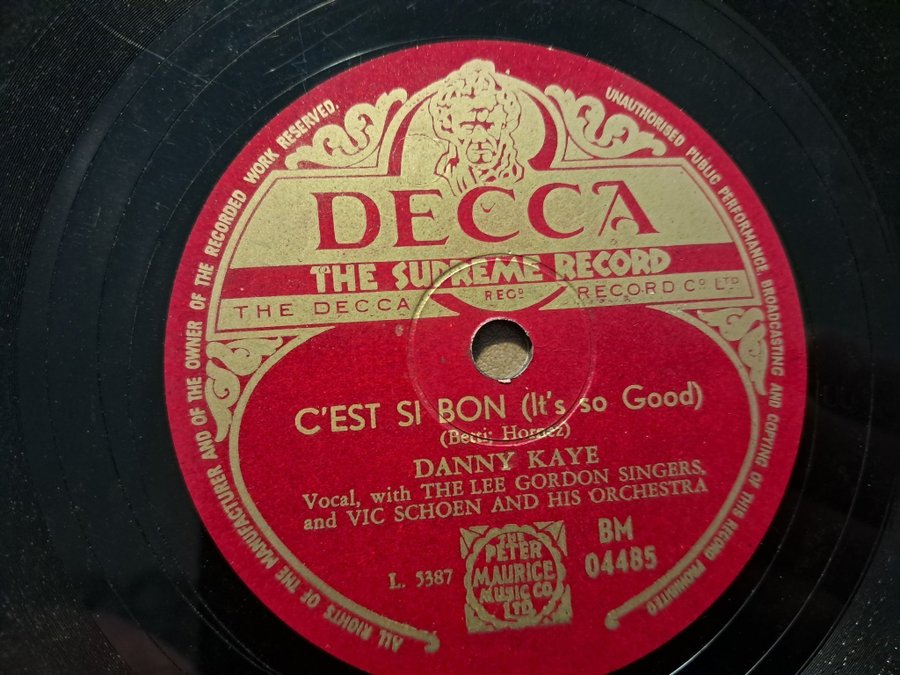 ALL RIGHTS OF THE MANUFACTURER AND OF THE OWNER OF THE RECORDED WORK RESERVED.
UNAUTHORISED PUBLIC PERFORMANCE, BROADCASTING AND COPYING OF THIS RECORD PROHIBITED
DECCA
THE SUPREME RECORD
THE DECCA REGD RECORD CO LTD
C'EST SI BON (It's so Good)
(Betti; Hornez)
DANNY KAYE
Vocal, with THE LEE GORDON SINGERS,
and VIC SCHOEN AND HIS ORCHESTRA
L. 5387
THE
PETER
MAURICE
MUSIC CO.
LTD.
BM
04485